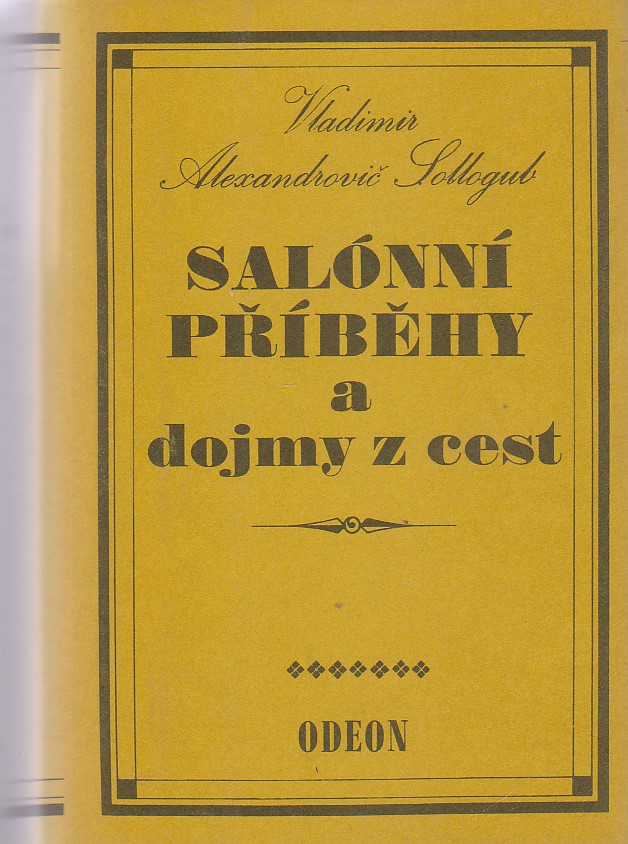 Vladimir
Alexandrovič Sollogub
SALÓNNÍ
PŘÍBĚHY
a
dojmy z cest
ODEON